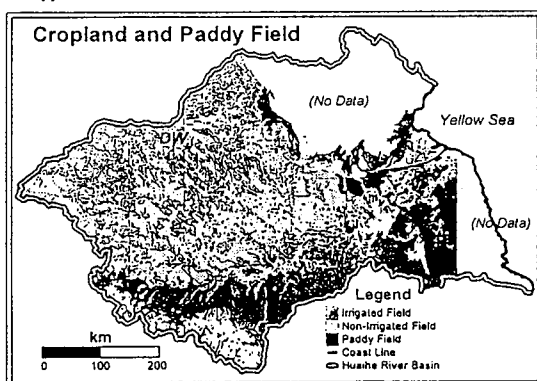 Cropland and Paddy Field
(No Data)
Yellow Sea
(No Data)
Legend
Irrigated Field
Non-Irrigated Field
Paddy Field
Coast Line
Huaihe River Basin
km
0 100 200